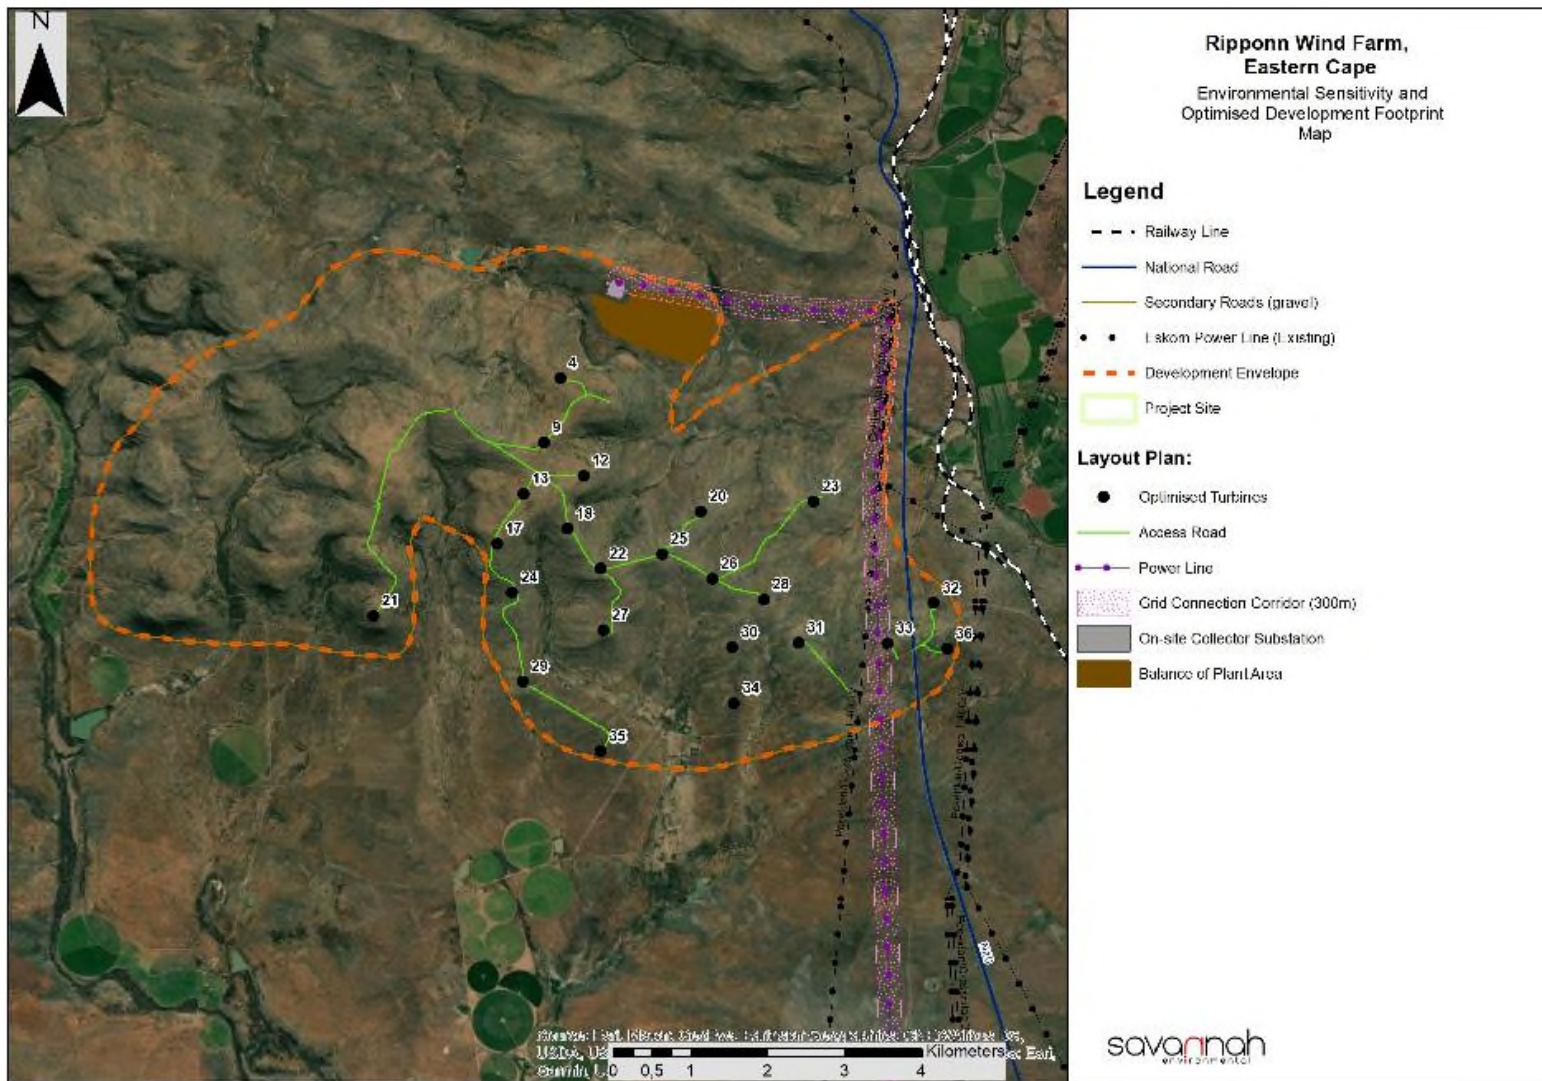 N
Ripponn Wind Farm,
Eastern Cape
Environmental Sensitivity and
Optimised Development Footprint
Map
Legend
Railway Line
National Road
Secondary Roads (gravel)
Eskom Power Line (Existing)
Development Envelope
Project Site
Layout Plan:
Optimised Turbines
Access Road
Power Line
Grid Connection Corridor (300m)
On-site Collector Substation
Balance of Plant Area
4
9
12
13
23
20
17
18
25
22
26
24
28
32
21
27
30
31
33
36
29
34
35
Kilometers
0 0,5 1 2 3 4
savannah
environmental